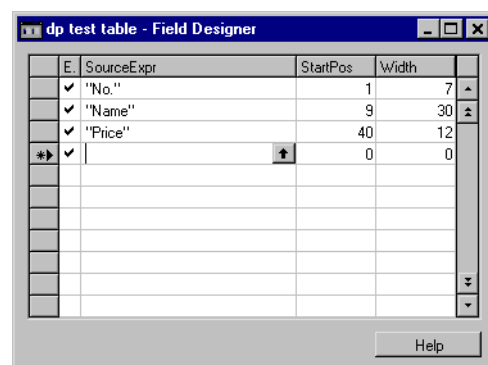 dp test table - Field Designer
E. SourceExpr StartPos Width
"No." 1 7
"Name" 9 30
"Price" 40 12
0 0
Help